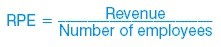 RPE = Revenue
Number of employees